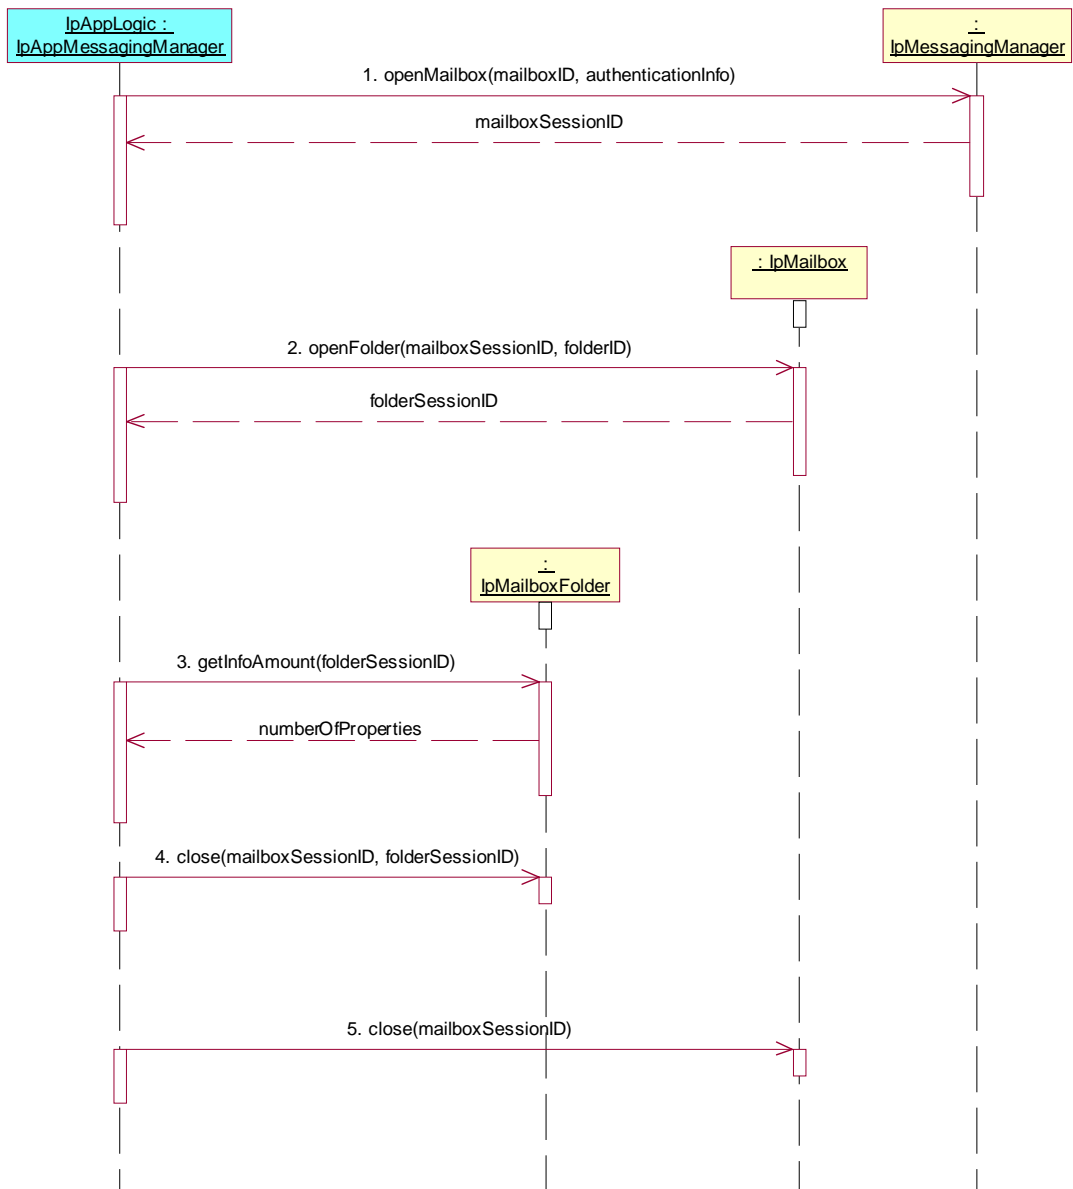 IpAppLogic :
IpAppMessagingManager
:
IpMessagingManager
1. openMailbox(mailboxID, authenticationInfo)
mailboxSessionID
: IpMailbox
2. openFolder(mailboxSessionID, folderID)
folderSessionID
:
IpMailboxFolder
3. getInfoAmount(folderSessionID)
numberOfProperties
4. close(mailboxSessionID, folderSessionID)
5. close(mailboxSessionID)